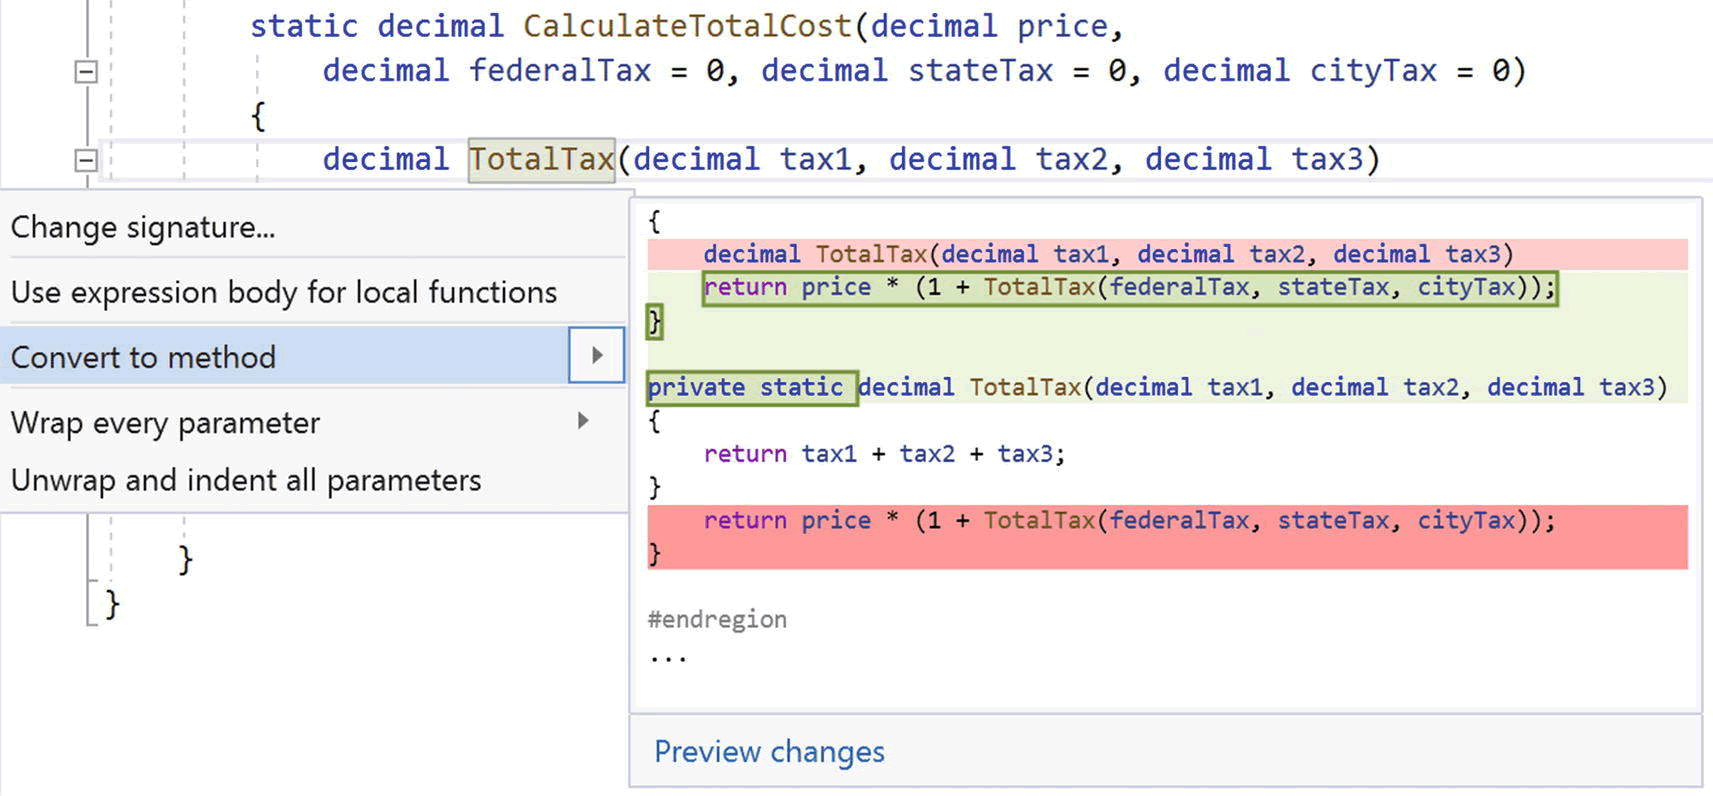 static decimal CalculateTotalCost(decimal price,
decimal federalTax = 0, decimal stateTax = 0, decimal cityTax = 0)
{
decimal TotalTax(decimal tax1, decimal tax2, decimal tax3)
Change signature...
Use expression body for local functions
Convert to method
Wrap every parameter
Unwrap and indent all parameters
{
decimal TotalTax(decimal tax1, decimal tax2, decimal tax3)
return price * (1 + TotalTax(federalTax, stateTax, cityTax));
}
private static decimal TotalTax(decimal tax1, decimal tax2, decimal tax3)
{
return tax1 + tax2 + tax3;
}
return price * (1 + TotalTax(federalTax, stateTax, cityTax));
}
#endregion
...
Preview changes
}
}